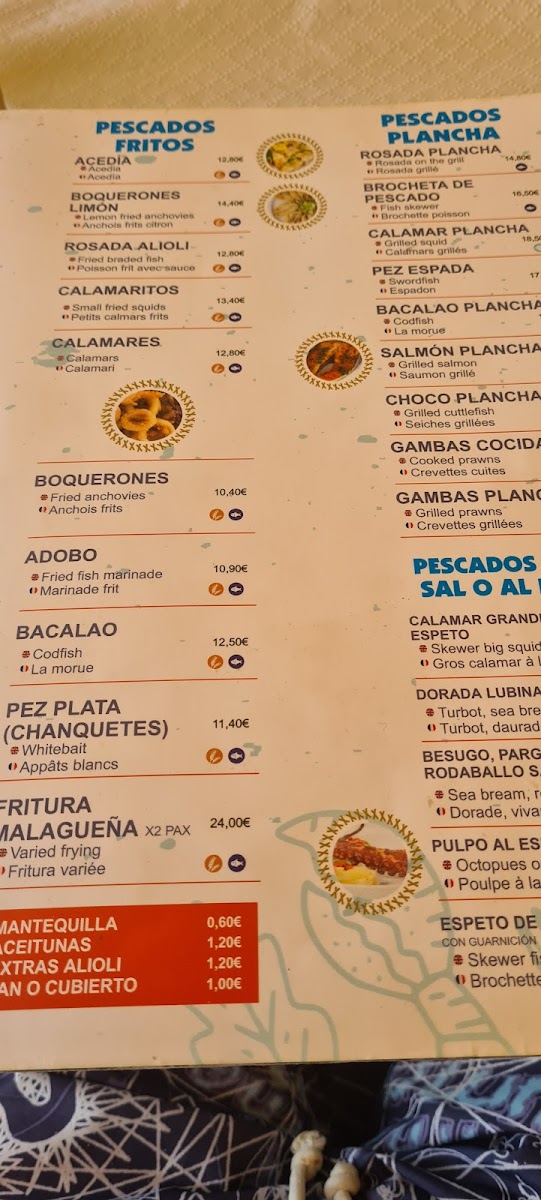 PESCADOS
FRITOS
ACEDÍA 12,80€
Acedia
Acedia
BOQUERONES
LIMÓN 14,40€
Lemon fried anchovies
Anchois frits citron
ROSADA ALIOLI 12,80€
Fried braded fish
Poisson frit avec sauce
CALAMARITOS 13,40€
Small fried squids
Petits calmars frits
CALAMARES 12,80€
Calamars
Calamari
BOQUERONES 10,40€
Fried anchovies
Anchois frits
ADOBO 10,90€
Fried fish marinade
Marinade frit
BACALAO 12,50€
Codfish
La morue
PEZ PLATA
(CHANQUETES) 11,40€
Whitebait
Appâts blancs
FRITURA
MALAGUEÑA X2 PAX 24,00€
Varied frying
Fritura variée
MANTEQUILLA 0,60€
ACEITUNAS 1,20€
EXTRAS ALIOLI 1,20€
AN O CUBIERTO 1,00€
PESCADOS
PLANCHA
ROSADA PLANCHA 14,80€
Rosada on the grill
Rosada grillé
BROCHETA DE
PESCADO 16,50€
Fish skewer
Brochette poisson
CALAMAR PLANCHA 18,5
Grilled squid
Calamars grillés
PEZ ESPADA 17
Swordfish
Espadon
BACALAO PLANCHA
Codfish
La morue
SALMÓN PLANCHA
Grilled salmon
Saumon grillé
CHOCO PLANCHA
Grilled cuttlefish
Seiches grillées
GAMBAS COCIDA
Cooked prawns
Crevettes cuites
GAMBAS PLANC
Grilled prawns
Crevettes grillées
PESCADOS
SAL O AL
CALAMAR GRAND
ESPETO
Skewer big squid
Gros calamar à l
DORADA LUBINA
Turbot, sea bre
Turbot, daurad
BESUGO, PARG
RODABALLO S
Sea bream, r
Dorade, viva
PULPO AL ES
Octopues o
Poulpe à la
ESPETO DE
CON GUARNICIÓN
Skewer fi
Brochette